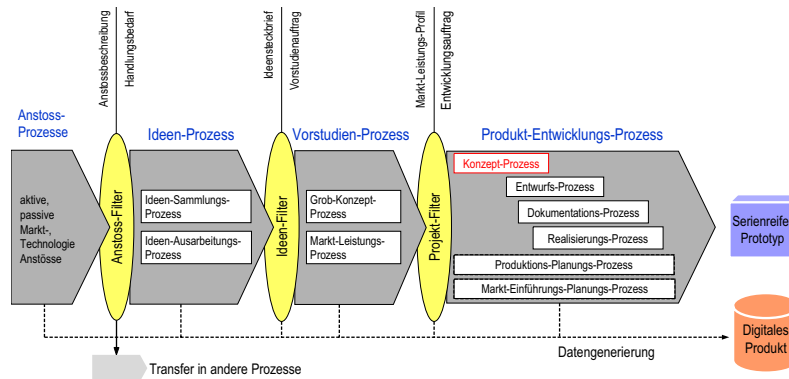 Anstossbeschreibung
Handlungsbedarf
Ideensteckbrief
Vorstudienauftrag
Markt-Leistungs-Profil
Entwicklungsauftrag
Anstoss-
Prozesse
Ideen-Prozess
Vorstudien-Prozess
Produkt-Entwicklungs-Prozess
aktive,
passive
Markt-,
Technologie
Anstösse
Anstoss-Filter
Ideen-Sammlungs-
Prozess
Ideen-Ausarbeitungs-
Prozess
Ideen-Filter
Grob-Konzept-
Prozess
Markt-Leistungs-
Prozess
Projekt-Filter
Konzept-Prozess
Entwurfs-Prozess
Dokumentations-Prozess
Realisierungs-Prozess
Produktions-Planungs-Prozess
Markt-Einführungs-Planungs-Prozess
Serienreifer
Prototyp
Digitales
Produkt
Datengenerierung
Transfer in andere Prozesse